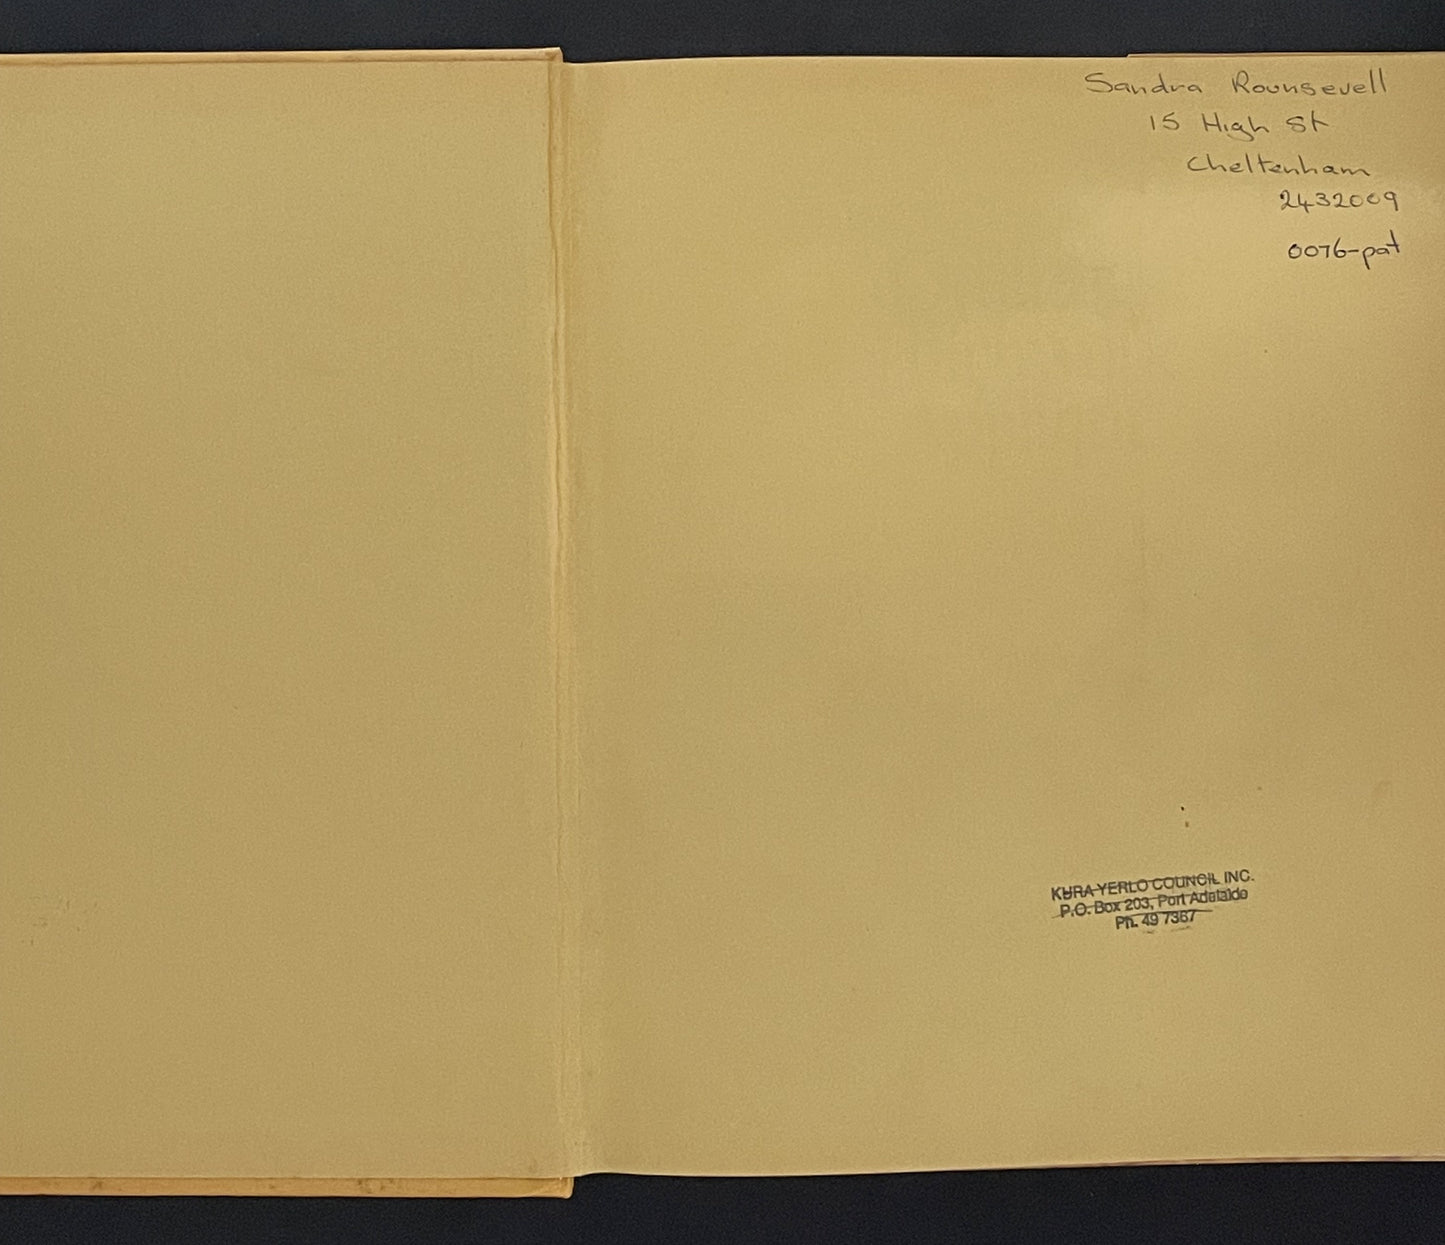 Sandra Rounsevell
15 High St
Cheltenham
2432009
0076-pat
KURA YERLO COUNCIL INC.
P.O. Box 203, Port Adelaide
Ph. 49 7367